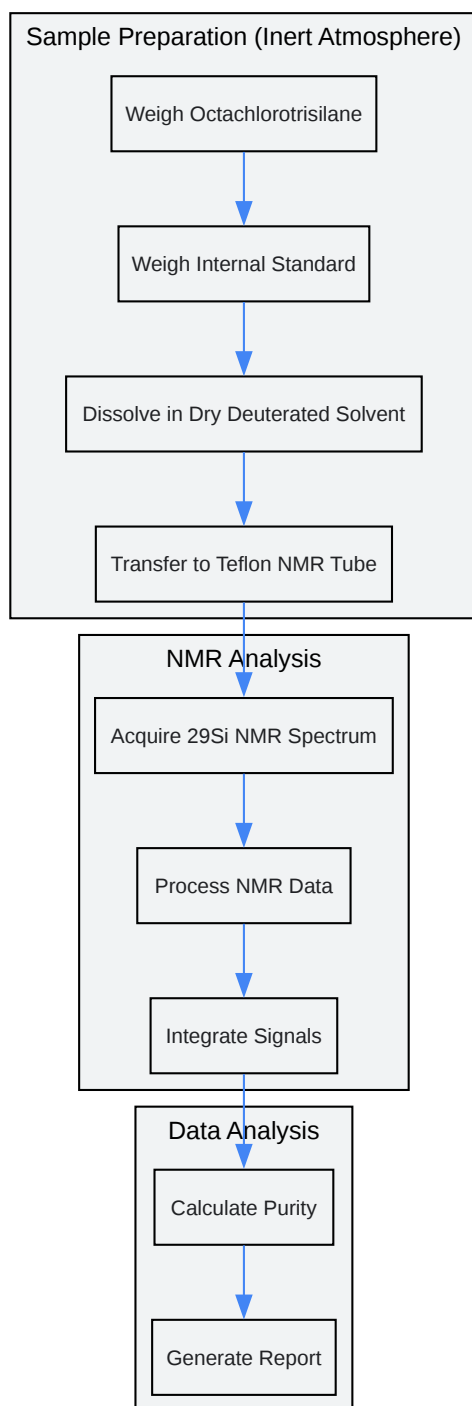 Sample Preparation (Inert Atmosphere)
Weigh Octachlorotrisilane
Weigh Internal Standard
Dissolve in Dry Deuterated Solvent
Transfer to Teflon NMR Tube
NMR Analysis
Acquire 29Si NMR Spectrum
Process NMR Data
Integrate Signals
Data Analysis
Calculate Purity
Generate Report